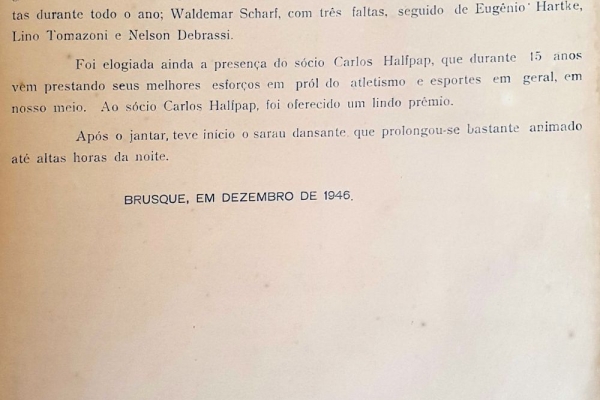 tas durante todo o ano; Waldemar Scharf, com três faltas, seguido de Eugênio Hartke,
Lino Tomazoni e Nelson Debrassi.
Foi elogiada ainda a presença do sócio Carlos Halfpap, que durante 15 anos
vêm prestando seus melhores esforços em pról do atletismo e esportes em geral, em
nosso meio. Ao sócio Carlos Halfpap, foi oferecido um lindo prêmio.
Após o jantar, teve início o sarau dansante, que prolongou-se bastante animado
até altas horas da noite.
BRUSQUE, EM DEZEMBRO DE 1946.